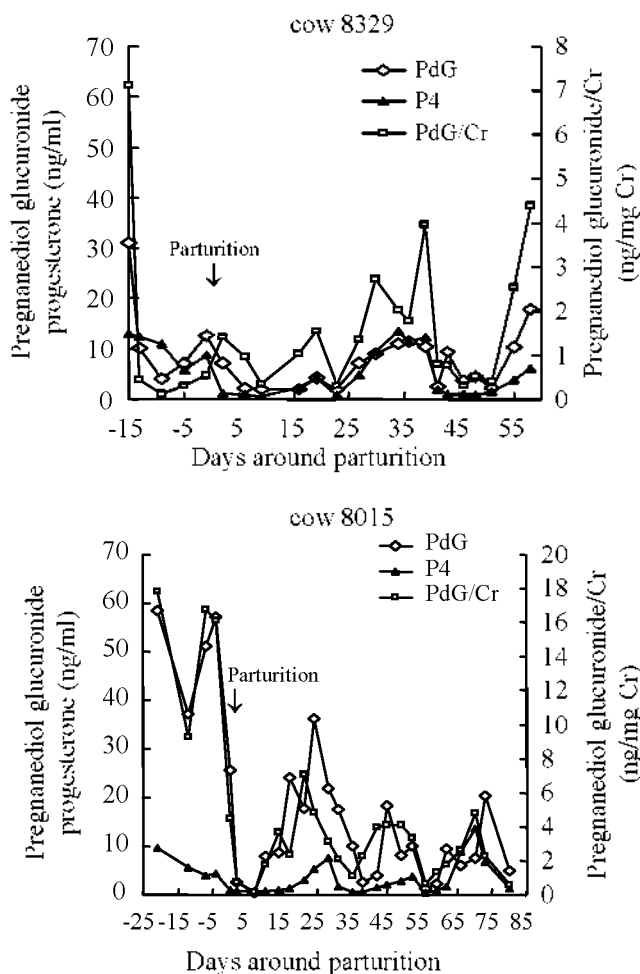 cow 8329
Pregnanediol glucuronide
progesterone (ng/ml)
70
60
50
40
30
20
10
0
PdG
P4
PdG/Cr
Parturition
8
7
6
5
4
3
2
1
0
Pregnanediol glucuronide/Cr
(ng/mg Cr)
-15 -5 5 15 25 35 45 55
Days around parturition
cow 8015
Pregnanediol glucuronide
progesterone (ng/ml)
70
60
50
40
30
20
10
0
PdG
P4
PdG/Cr
Parturition
20
18
16
14
12
10
8
6
4
2
0
Pregnanediol glucuronide/Cr
(ng/mg Cr)
-25 -15 -5 5 15 25 35 45 55 65 75 85
Days around parturition